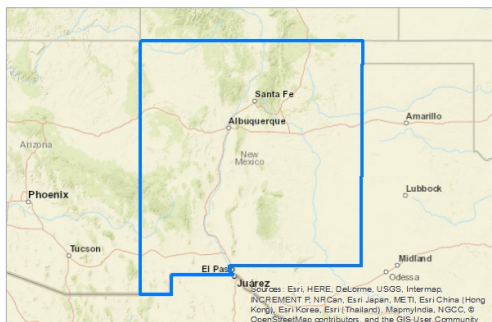 Santa Fe
Albuquerque
Amarillo
Arizona
New
Mexico
Phoenix
Lubbock
Tucson
Midland
El Paso
Odessa
Juárez
Sources: Esri, HERE, DeLorme, USGS, Intermap,
INCREMENT P, NRCan, Esri Japan, METI, Esri China (Hong
Kong), Esri Korea, Esri (Thailand), MapmyIndia, NGCC, ©
OpenStreetMap contributors, and the GIS User Community